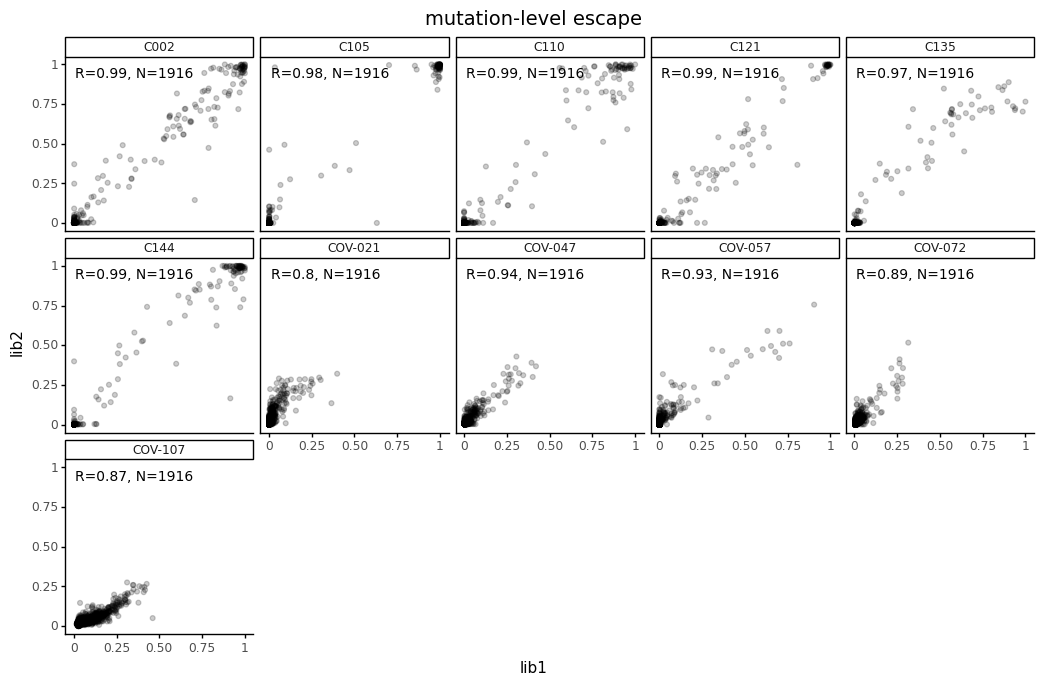 mutation-level escape
C002 C105 C110 C121 C135
1 R=0.99, N=1916 R=0.98, N=1916 R=0.99, N=1916 R=0.99, N=1916 R=0.97, N=1916
0.75
0.50
0.25
0
C144 COV-021 COV-047 COV-057 COV-072
1 R=0.99, N=1916 R=0.8, N=1916 R=0.94, N=1916 R=0.93, N=1916 R=0.89, N=1916
0.75
0.50
0.25
0
lib2
0 0.25 0.50 0.75 1 0 0.25 0.50 0.75 1 0 0.25 0.50 0.75 1 0 0.25 0.50 0.75 1
COV-107
1 R=0.87, N=1916
0.75
0.50
0.25
0
0 0.25 0.50 0.75 1
lib1